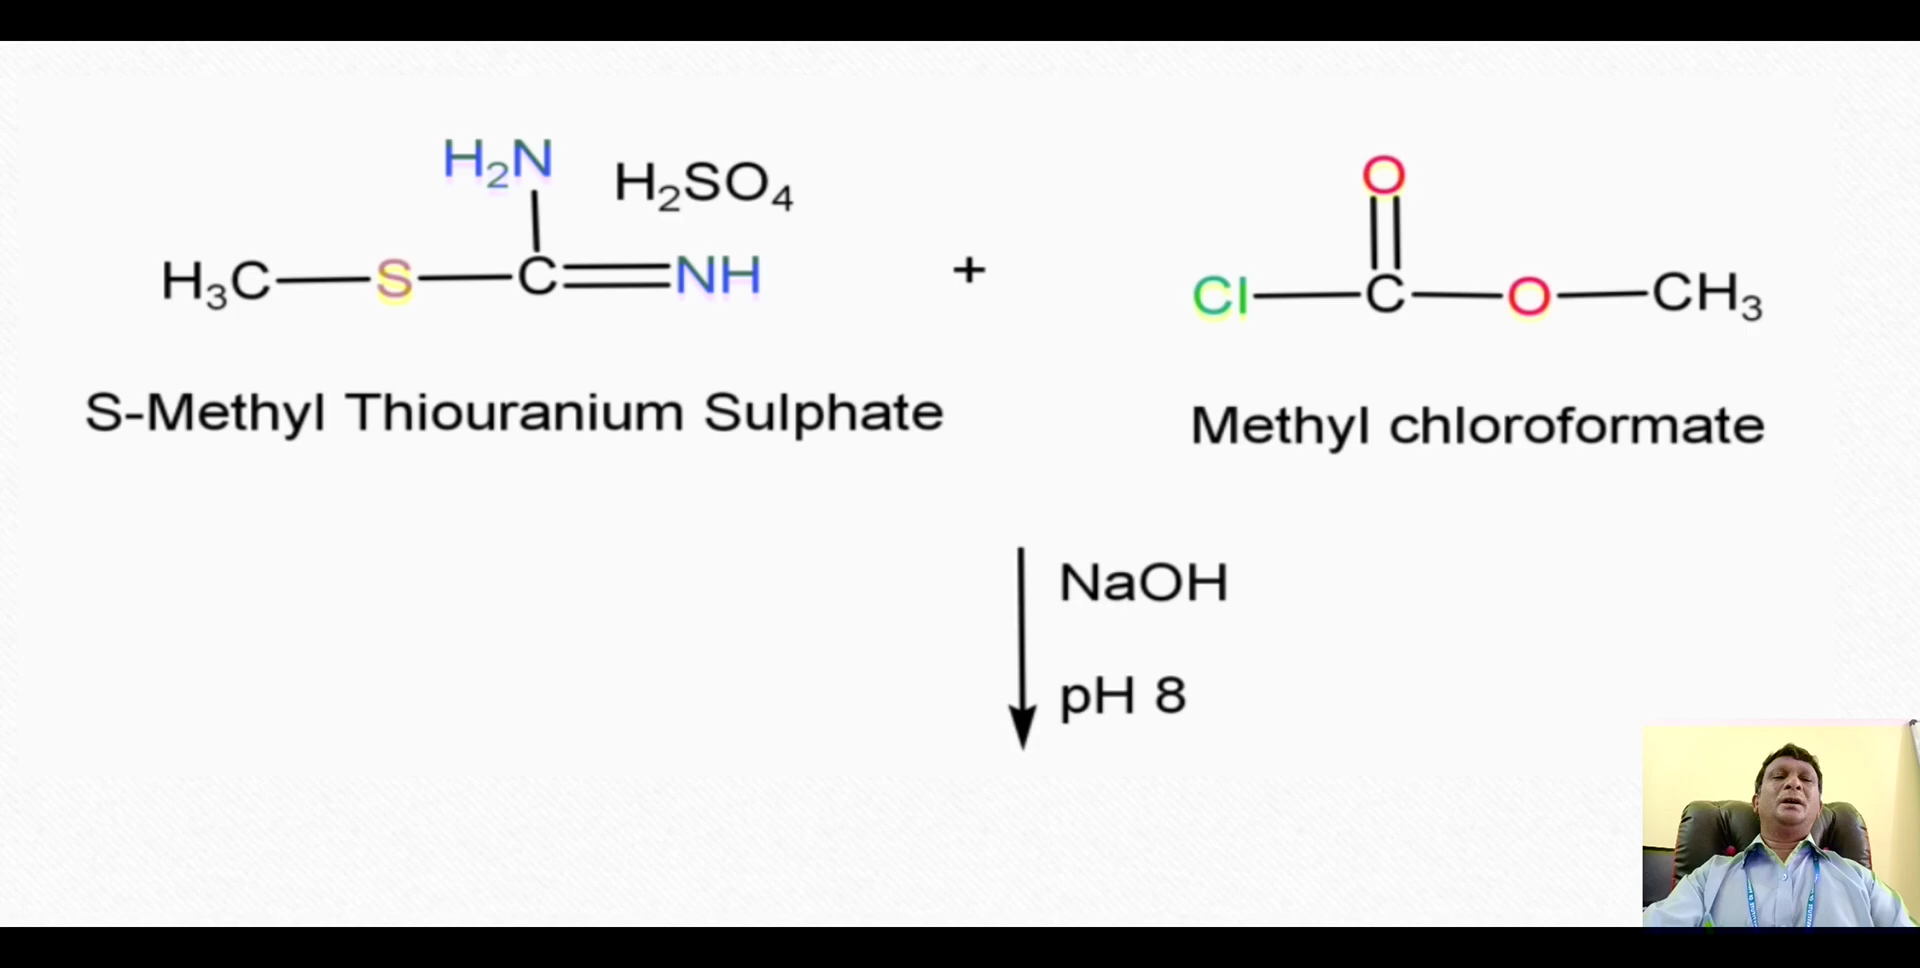 H₂N H₂SO₄
H₃C S C NH + Cl C O CH₃
O
S-Methyl Thiouranium Sulphate
Methyl chloroformate
NaOH
pH 8